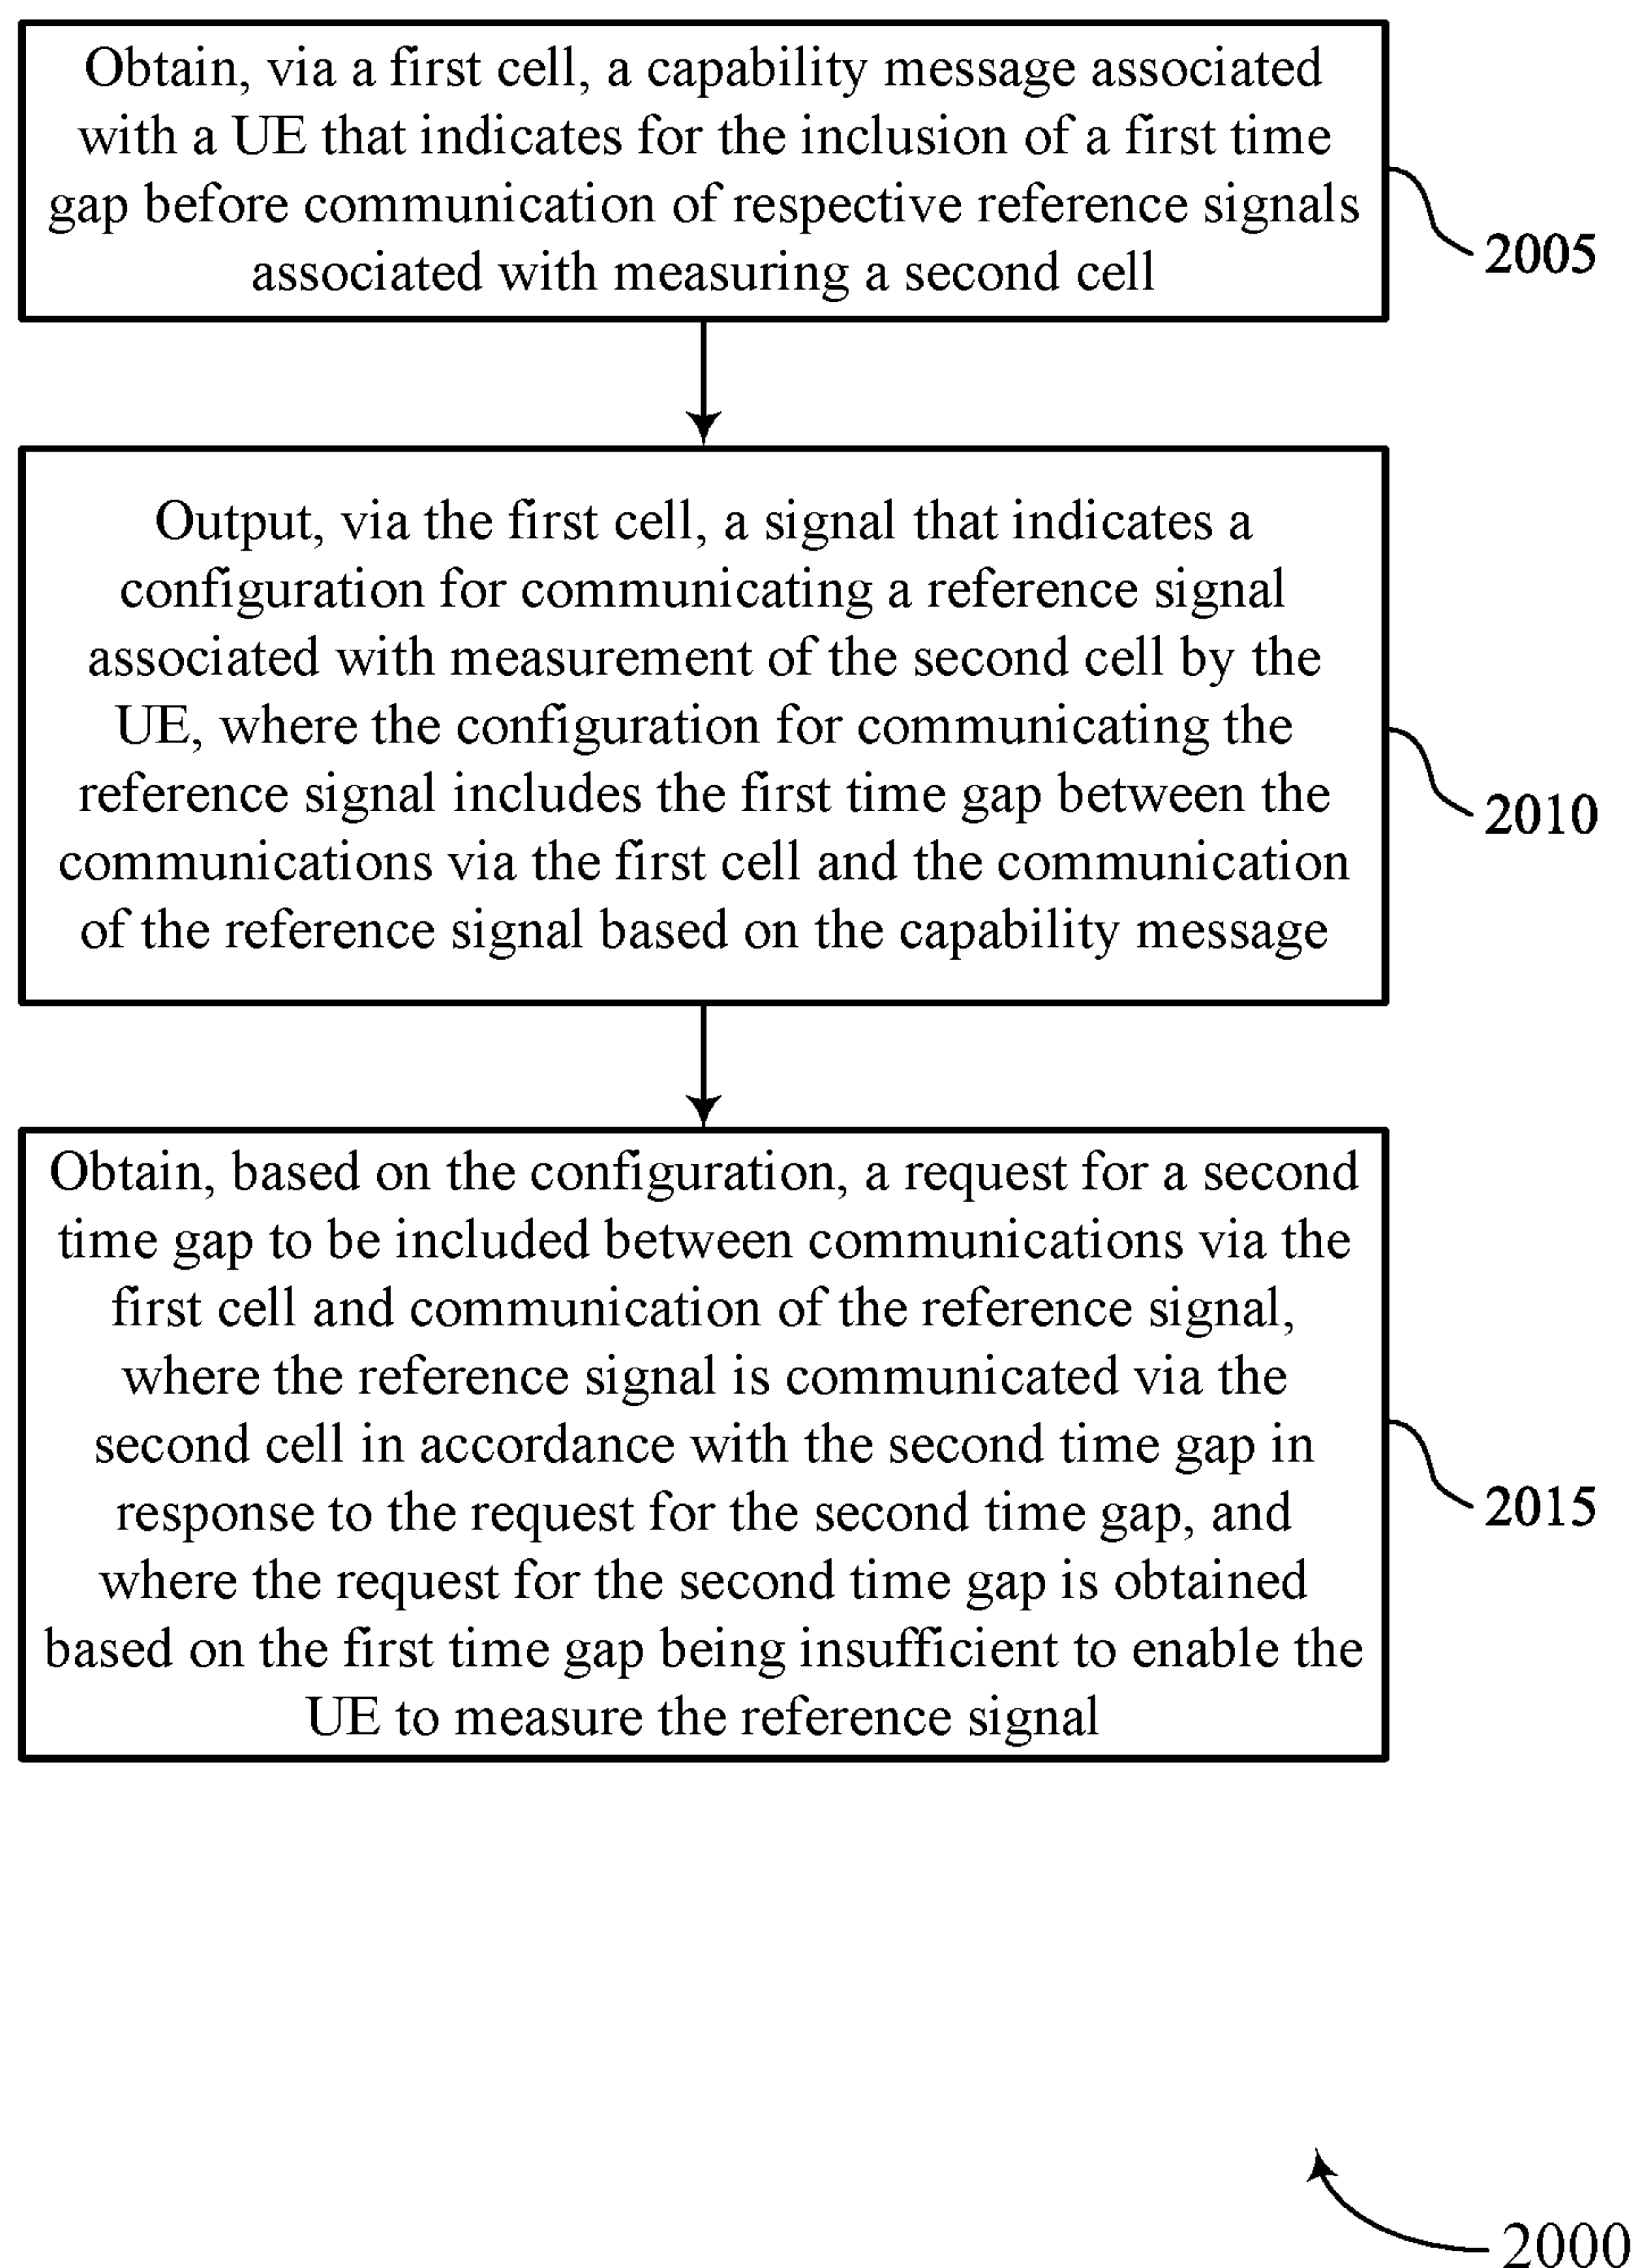 Obtain, via a first cell, a capability message associated
with a UE that indicates for the inclusion of a first time
gap before communication of respective reference signals
associated with measuring a second cell
2005
Output, via the first cell, a signal that indicates a
configuration for communicating a reference signal
associated with measurement of the second cell by the
UE, where the configuration for communicating the
reference signal includes the first time gap between the
communications via the first cell and the communication
of the reference signal based on the capability message
2010
Obtain, based on the configuration, a request for a second
time gap to be included between communications via the
first cell and communication of the reference signal,
where the reference signal is communicated via the
second cell in accordance with the second time gap in
response to the request for the second time gap, and
where the request for the second time gap is obtained
based on the first time gap being insufficient to enable the
UE to measure the reference signal
2015
2000